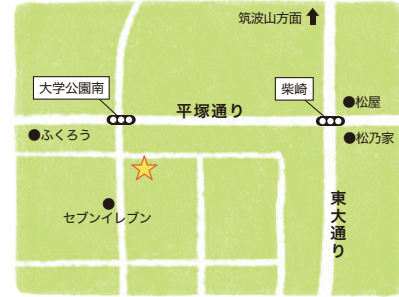 筑波山方面
大学公園南
柴崎
平塚通り
松屋
ふくろう
松乃家
セブンイレブン
東大通り